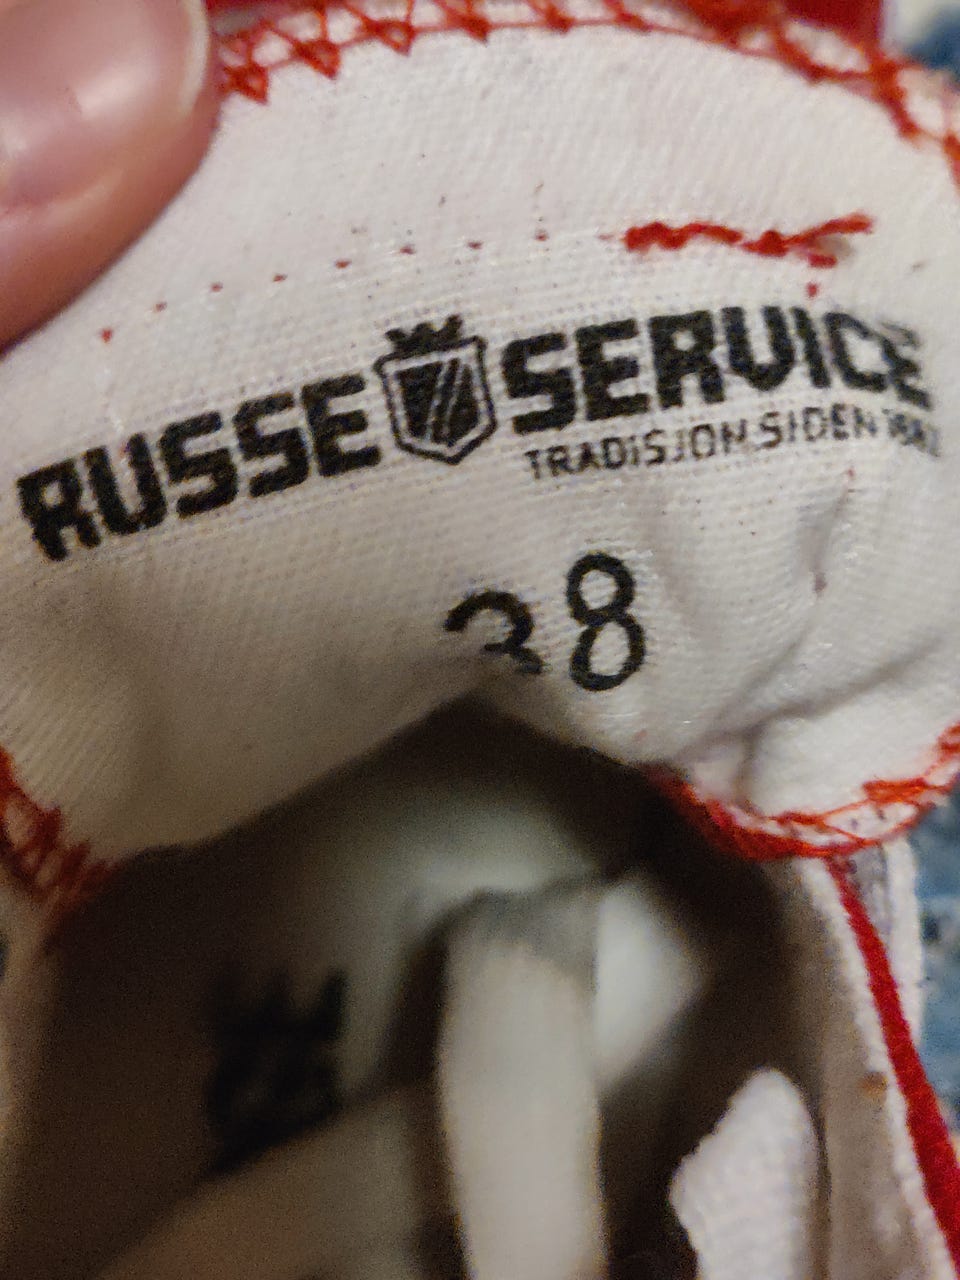 RUSSE SERVICE
TRADISJON SIDEN
38